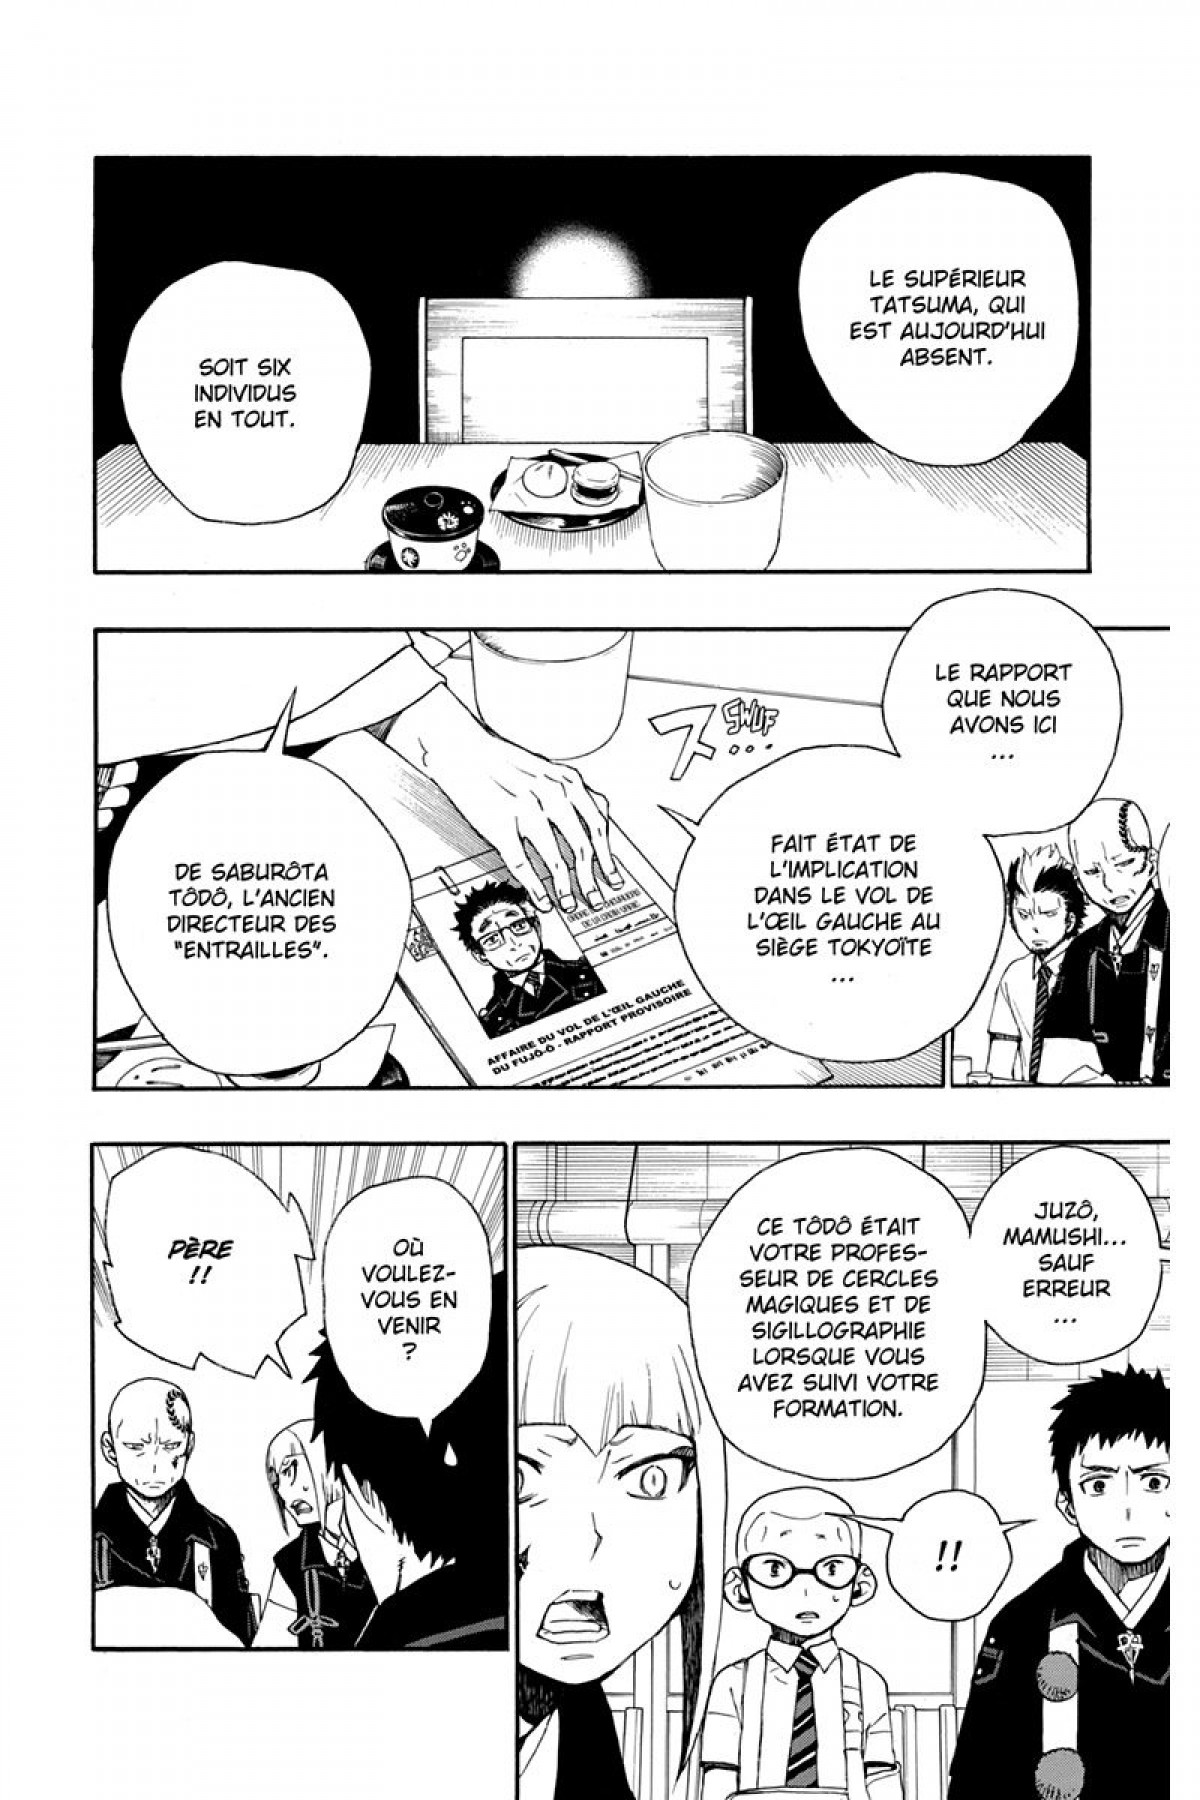 LE SUPÉRIEUR
TATSUMA, QUI
EST AUJOURD'HUI
ABSENT.
SOIT SIX
INDIVIDUS
EN TOUT.
LE RAPPORT
QUE NOUS
AVONS ICI
...
FAIT ÉTAT DE
L'IMPLICATION
DANS LE VOL DE
L'ŒIL GAUCHE AU
SIÈGE TOKYOÏTE
...
SWUF
フ...
DE SABURÔTA
TÔDÔ, L'ANCIEN
DIRECTEUR DES
"ENTRAILLES".
AFFAIRE DU VOL DE L'ŒIL GAUCHE
DU FUJÔ-Ô - RAPPORT PROVISOIRE
JUZÔ,
MAMUSHI...
SAUF
ERREUR
...
CE TÔDÔ ÉTAIT
VOTRE PROFES-
SEUR DE CERCLES
MAGIQUES ET DE
SIGILLOGRAPHIE
LORSQUE VOUS
AVEZ SUIVI VOTRE
FORMATION.
!!
OÙ
VOULEZ-
VOUS EN
VENIR
?
PÈRE
!!